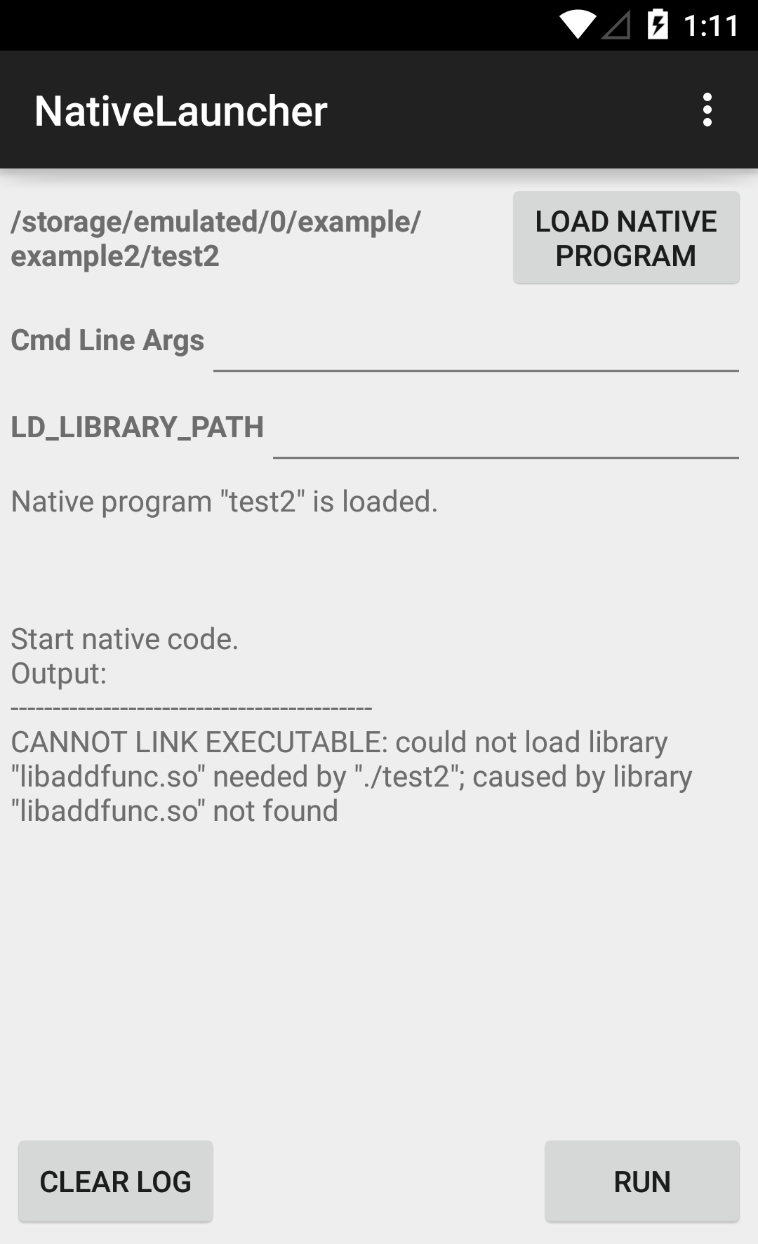 1:11
NativeLauncher
/storage/emulated/0/example/
example2/test2
LOAD NATIVE
PROGRAM
Cmd Line Args
LD_LIBRARY_PATH
Native program "test2" is loaded.
Start native code.
Output:
-------------------------------------------
CANNOT LINK EXECUTABLE: could not load library
"libaddfunc.so" needed by "./test2"; caused by library
"libaddfunc.so" not found
CLEAR LOG
RUN